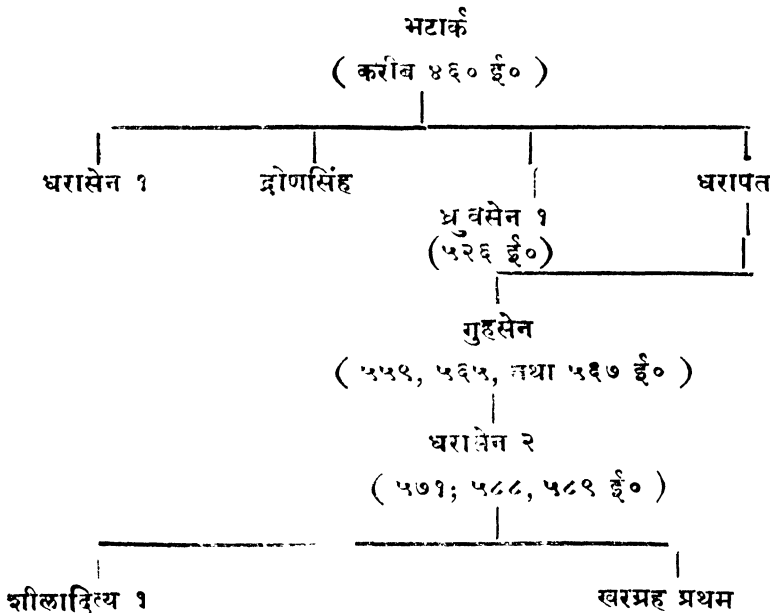 भटार्क
( करीब ४६० ई० )
धरासेन १ द्रोणसिंह धरापत
ध्रुवसेन १
(५२६ ई०)
गुहसेन
( ५५९, ५६५, तथा ५६७ ई० )
धरासेन २
( ५७१; ५८८, ५८९ ई० )
शीलादित्य १ खरग्रह प्रथम